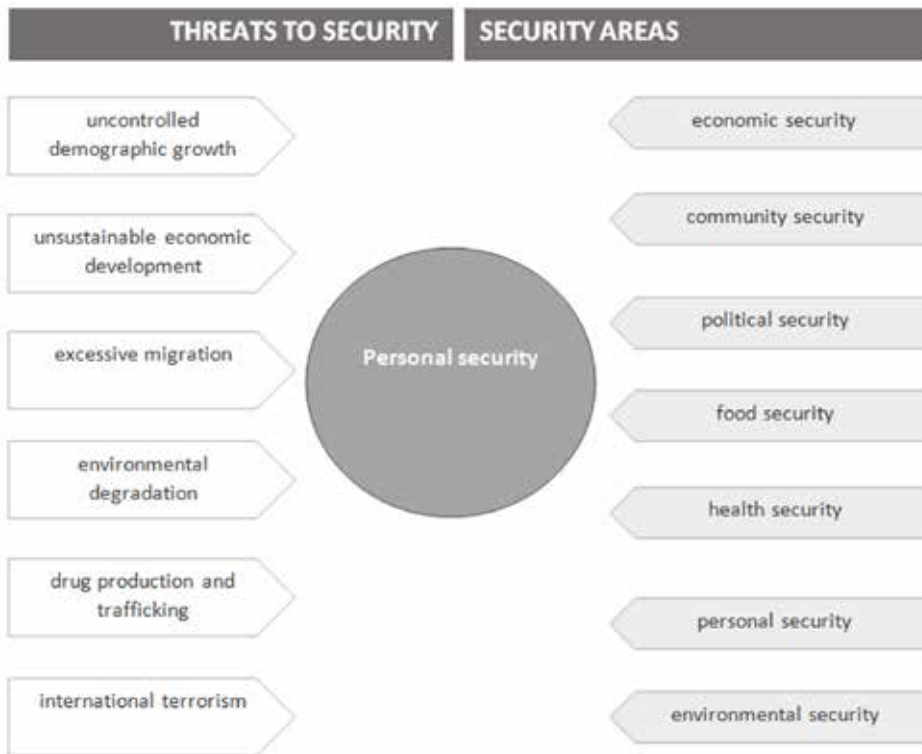 THREATS TO SECURITY
SECURITY AREAS
uncontrolled
demographic growth
unsustainable economic
development
excessive migration
environmental
degradation
drug production and
trafficking
international terrorism
Personal security
economic security
community security
political security
food security
health security
personal security
environmental security